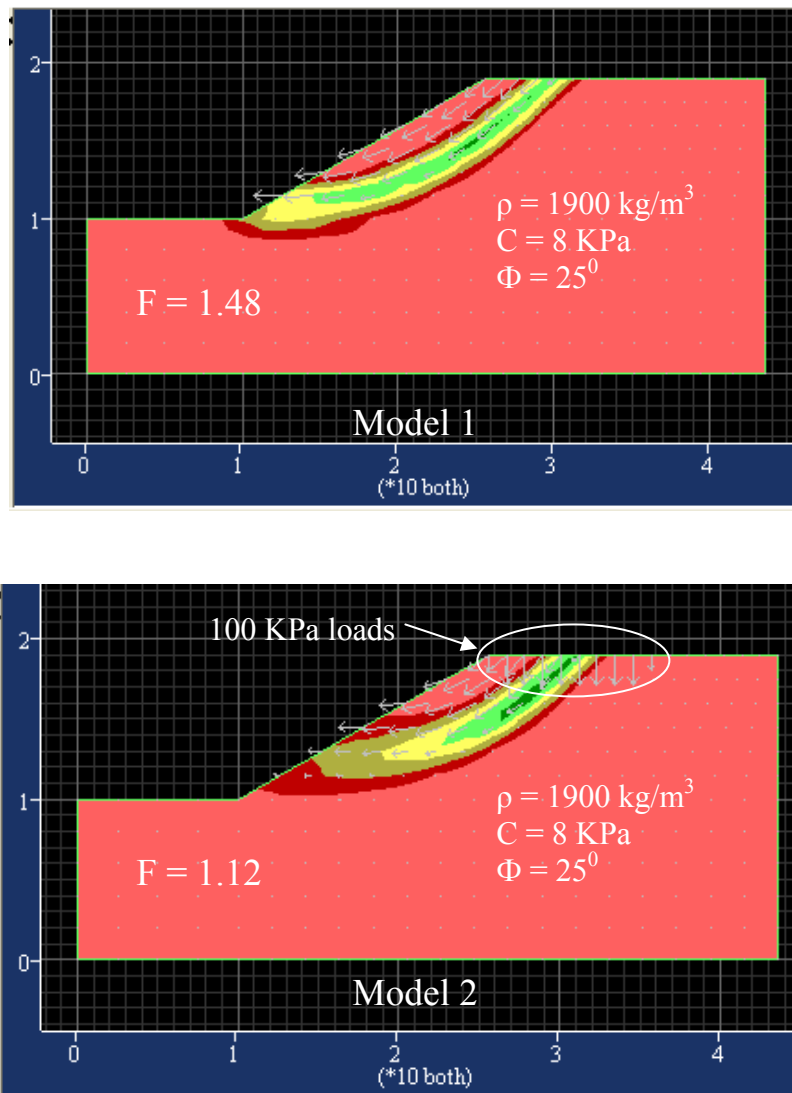 2
1
0
ρ = 1900 kg/m³
C = 8 KPa
Φ = 25⁰
F = 1.48
Model 1
0 1 2 3 4
(*10 both)
100 KPa loads
2
1
0
ρ = 1900 kg/m³
C = 8 KPa
Φ = 25⁰
F = 1.12
Model 2
0 1 2 3 4
(*10 both)